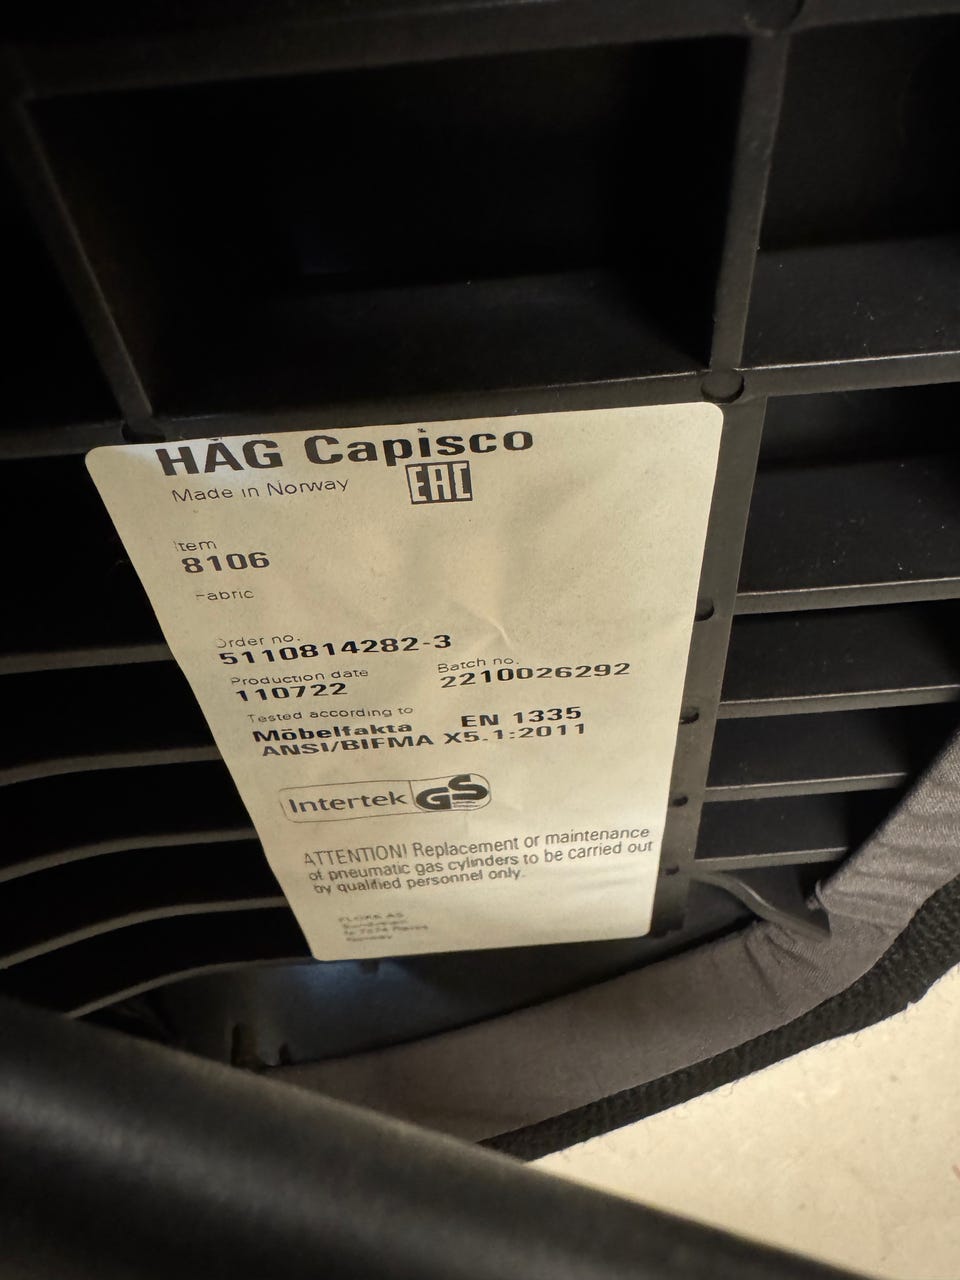 HÅG Capisco
Made in Norway EAC
Item
8106
Fabric
Order no.
5110814282-3
Production date Batch no.
110722 2210026292
Tested according to
Möbelfakta EN 1335
ANSI/BIFMA X5.1:2011
Intertek GS
ATTENTION! Replacement or maintenance
of pneumatic gas cylinders to be carried out
by qualified personnel only.
Norway